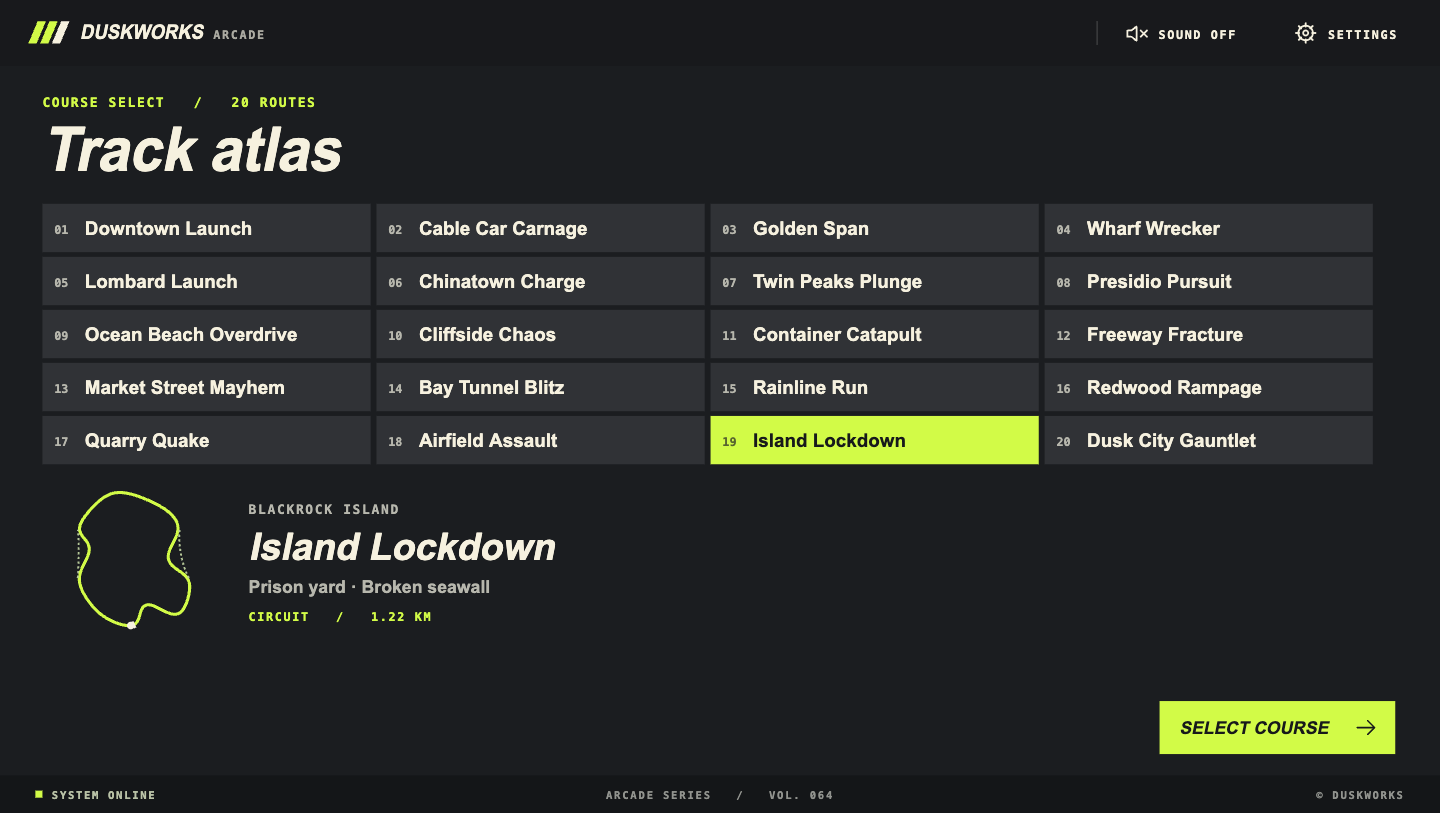 DUSKWORKS ARCADE
SOUND OFF
SETTINGS
COURSE SELECT / 20 ROUTES
Track atlas
01 Downtown Launch
02 Cable Car Carnage
03 Golden Span
04 Wharf Wrecker
05 Lombard Launch
06 Chinatown Charge
07 Twin Peaks Plunge
08 Presidio Pursuit
09 Ocean Beach Overdrive
10 Cliffside Chaos
11 Container Catapult
12 Freeway Fracture
13 Market Street Mayhem
14 Bay Tunnel Blitz
15 Rainline Run
16 Redwood Rampage
17 Quarry Quake
18 Airfield Assault
19 Island Lockdown
20 Dusk City Gauntlet
BLACKROCK ISLAND
Island Lockdown
Prison yard · Broken seawall
CIRCUIT / 1.22 KM
SELECT COURSE
SYSTEM ONLINE
ARCADE SERIES / VOL. 064
© DUSKWORKS